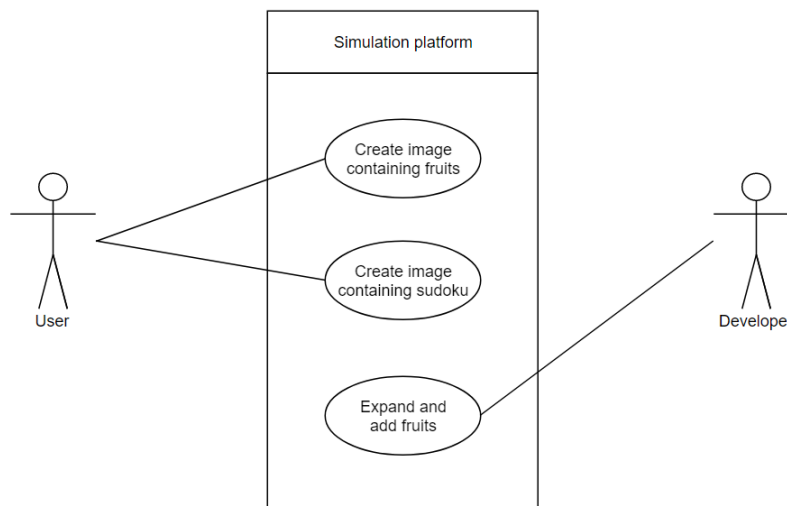 Simulation platform
Create image
containing fruits
Create image
containing sudoku
User
Develope
Expand and
add fruits